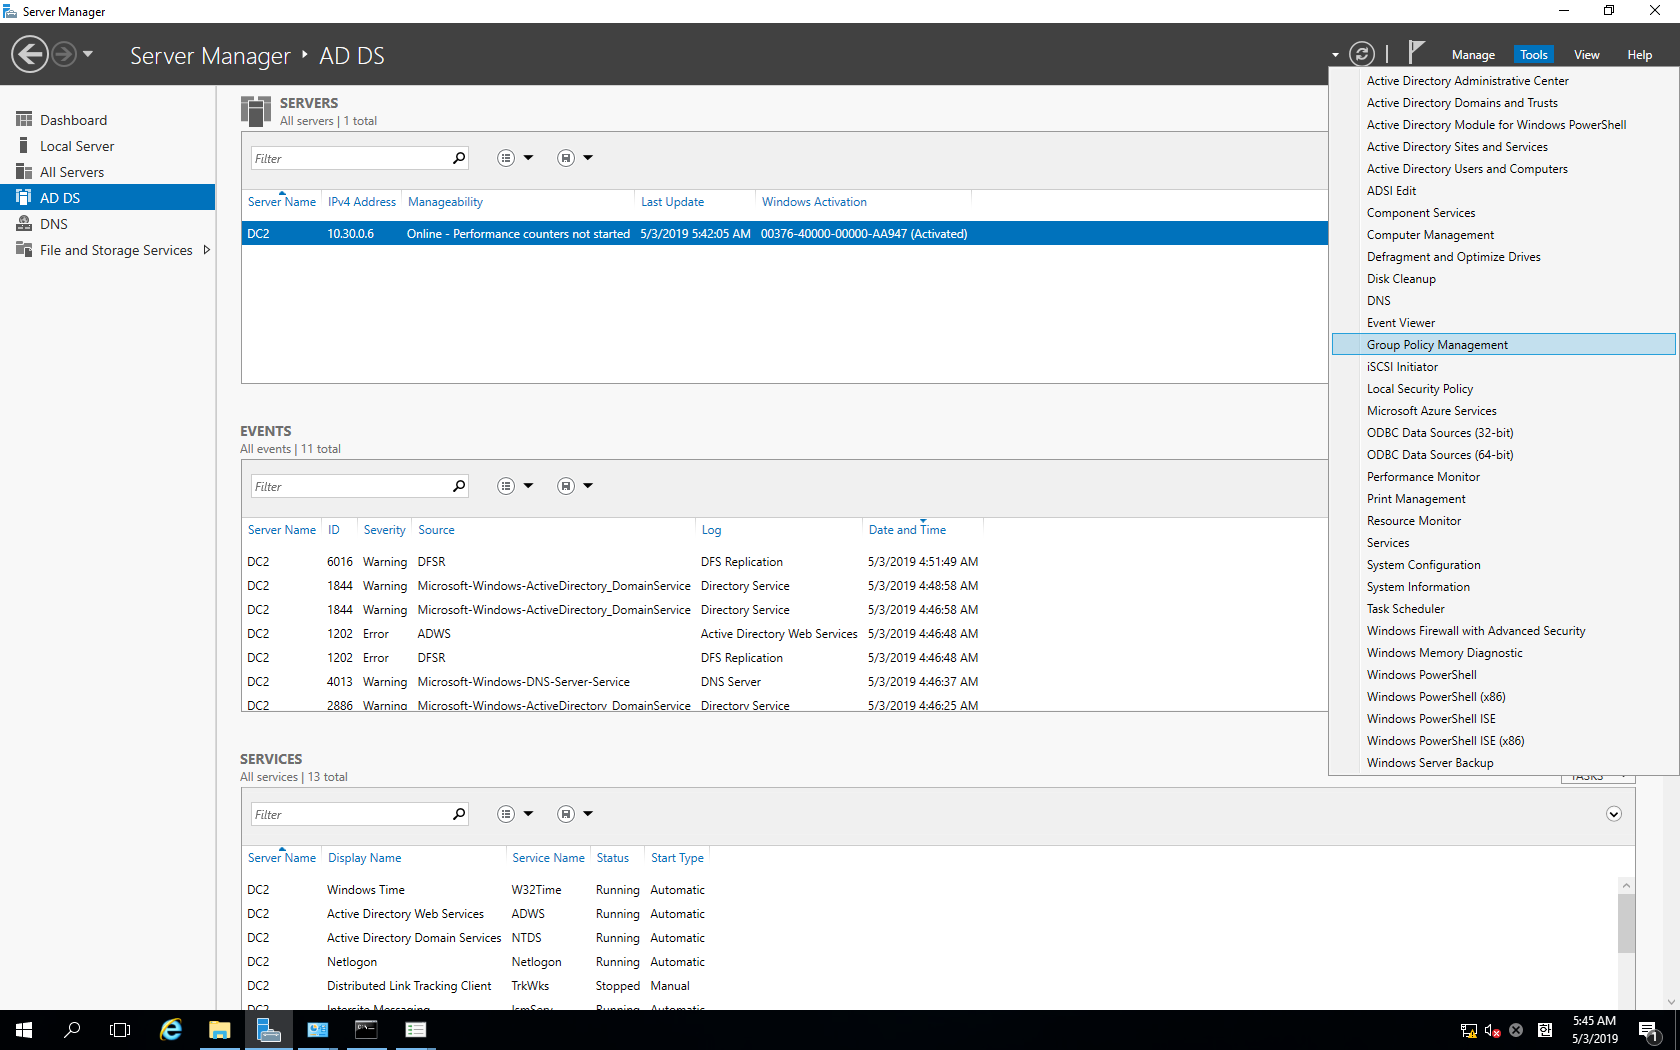 Server Manager
Server Manager ‣ AD DS
Manage Tools View Help
Dashboard
Local Server
All Servers
AD DS
DNS
File and Storage Services
SERVERS
All servers | 1 total
Filter
Server Name IPv4 Address Manageability Last Update Windows Activation
DC2 10.30.0.6 Online - Performance counters not started 5/3/2019 5:42:05 AM 00376-40000-00000-AA947 (Activated)
EVENTS
All events | 11 total
Filter
Server Name ID Severity Source Log Date and Time
DC2 6016 Warning DFSR DFS Replication 5/3/2019 4:51:49 AM
DC2 1844 Warning Microsoft-Windows-ActiveDirectory_DomainService Directory Service 5/3/2019 4:48:58 AM
DC2 1844 Warning Microsoft-Windows-ActiveDirectory_DomainService Directory Service 5/3/2019 4:46:58 AM
DC2 1202 Error ADWS Active Directory Web Services 5/3/2019 4:46:48 AM
DC2 1202 Error DFSR DFS Replication 5/3/2019 4:46:48 AM
DC2 4013 Warning Microsoft-Windows-DNS-Server-Service DNS Server 5/3/2019 4:46:37 AM
DC2 2886 Warning Microsoft-Windows-ActiveDirectory_DomainService Directory Service 5/3/2019 4:46:25 AM
SERVICES
All services | 13 total
TASKS
Filter
Server Name Display Name Service Name Status Start Type
DC2 Windows Time W32Time Running Automatic
DC2 Active Directory Web Services ADWS Running Automatic
DC2 Active Directory Domain Services NTDS Running Automatic
DC2 Netlogon Netlogon Running Automatic
DC2 Distributed Link Tracking Client TrkWks Stopped Manual
DC2 Intersite Messaging IsmServ Running Automatic
Active Directory Administrative Center
Active Directory Domains and Trusts
Active Directory Module for Windows PowerShell
Active Directory Sites and Services
Active Directory Users and Computers
ADSI Edit
Component Services
Computer Management
Defragment and Optimize Drives
Disk Cleanup
DNS
Event Viewer
Group Policy Management
iSCSI Initiator
Local Security Policy
Microsoft Azure Services
ODBC Data Sources (32-bit)
ODBC Data Sources (64-bit)
Performance Monitor
Print Management
Resource Monitor
Services
System Configuration
System Information
Task Scheduler
Windows Firewall with Advanced Security
Windows Memory Diagnostic
Windows PowerShell
Windows PowerShell (x86)
Windows PowerShell ISE
Windows PowerShell ISE (x86)
Windows Server Backup
5:45 AM
5/3/2019
1